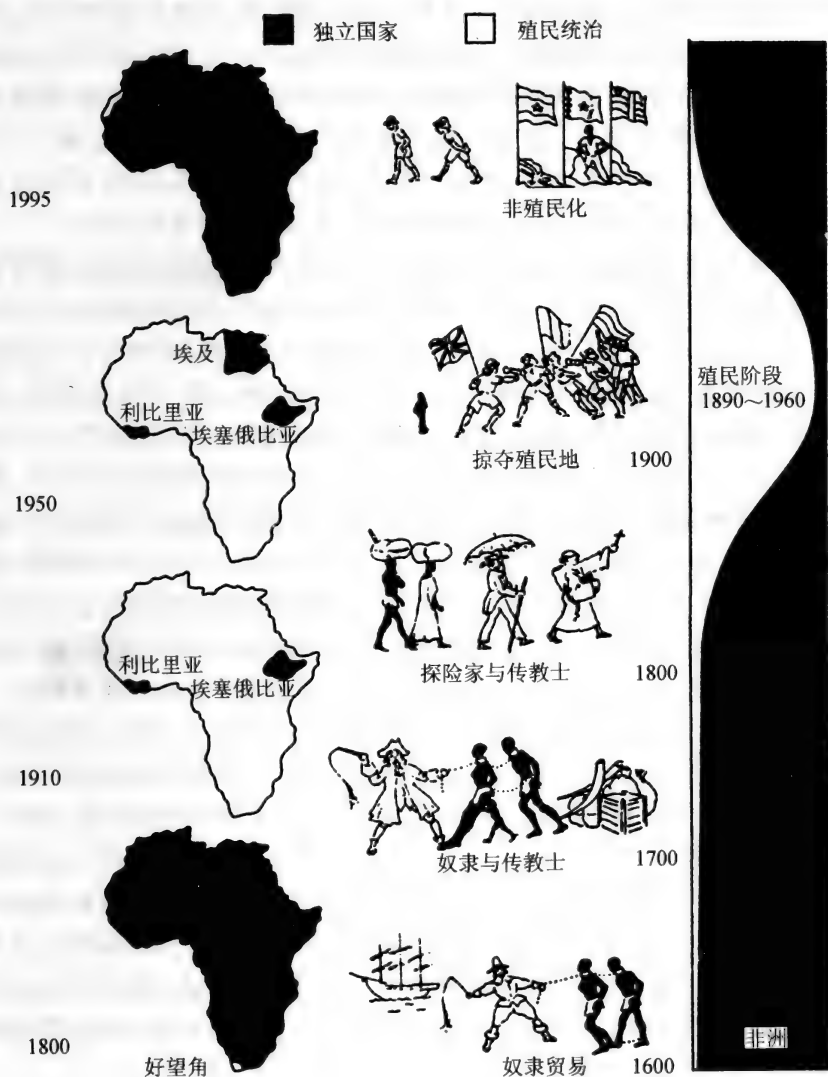 独立国家
殖民统治
1995
非殖民化
埃及
利比里亚
埃塞俄比亚
1950
掠夺殖民地
1900
殖民阶段
1890～1960
利比里亚
埃塞俄比亚
1910
探险家与传教士
1800
奴隶与传教士
1700
1800
好望角
奴隶贸易
1600
非洲